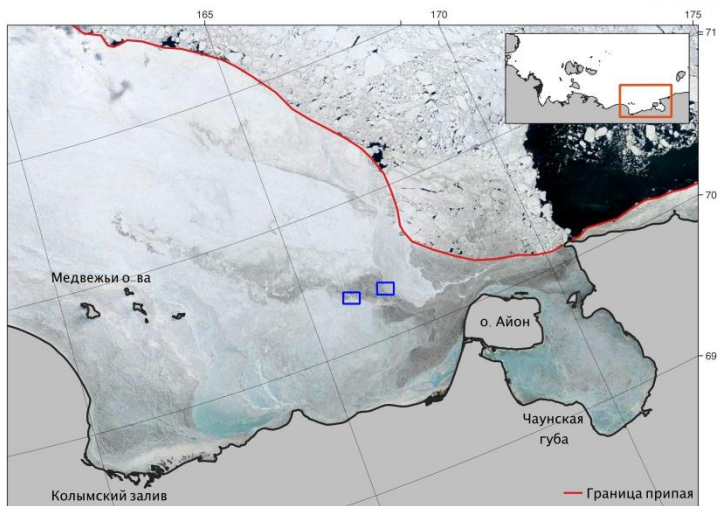 165
170
175
71
70
Медвежьи о. ва
о. Айон
69
Чаунская
губа
Колымский залив
Граница припая